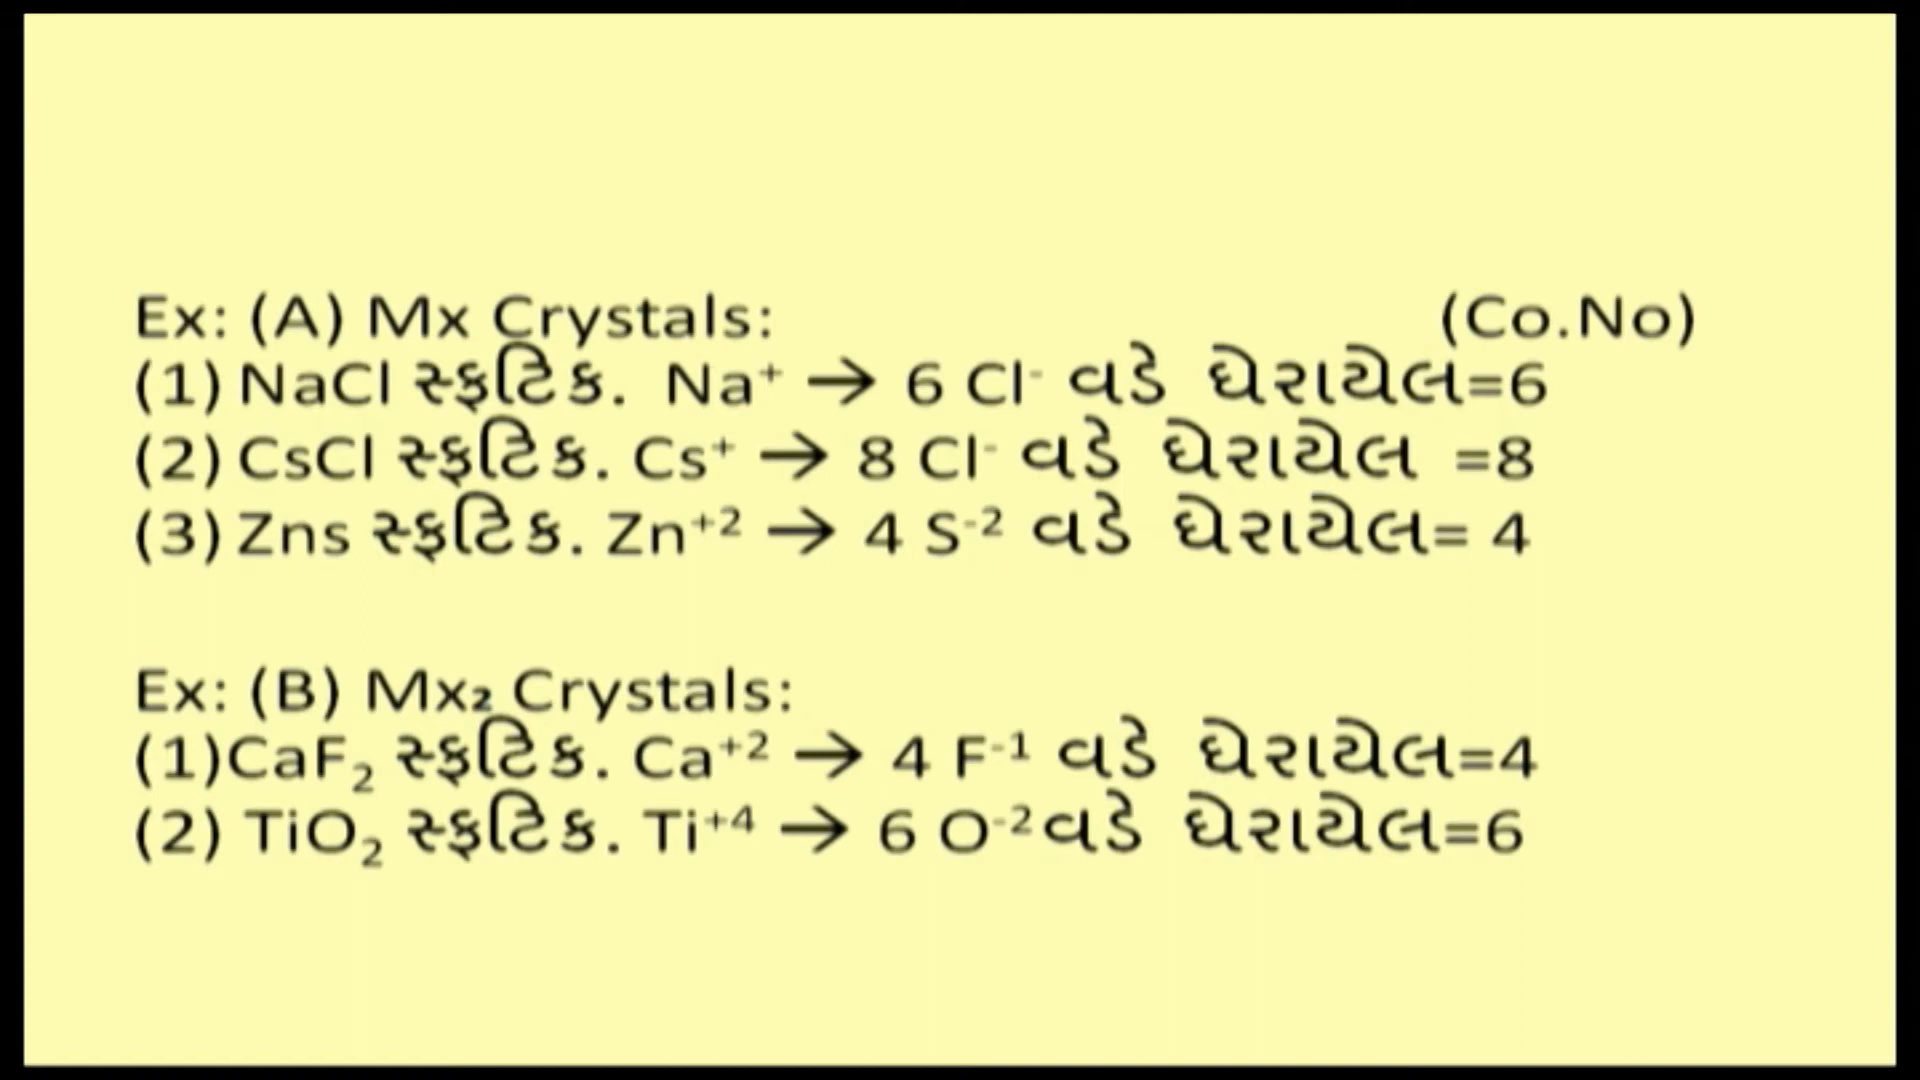 Ex: (A) Mx Crystals: (Co.No)
(1) NaCl સ્ફટિક. Na⁺ → 6 Cl⁻ વડે ઘેરાયેલ=6
(2) CsCl સ્ફટિક. Cs⁺ → 8 Cl⁻ વડે ઘેરાયેલ =8
(3) Zns સ્ફટિક. Zn⁺² → 4 S⁻² વડે ઘેરાયેલ= 4
Ex: (B) Mx₂ Crystals:
(1)CaF₂ સ્ફટિક. Ca⁺² → 4 F⁻¹ વડે ઘેરાયેલ=4
(2) TiO₂ સ્ફટિક. Ti⁺⁴ → 6 O⁻² વડે ઘેરાયેલ=6